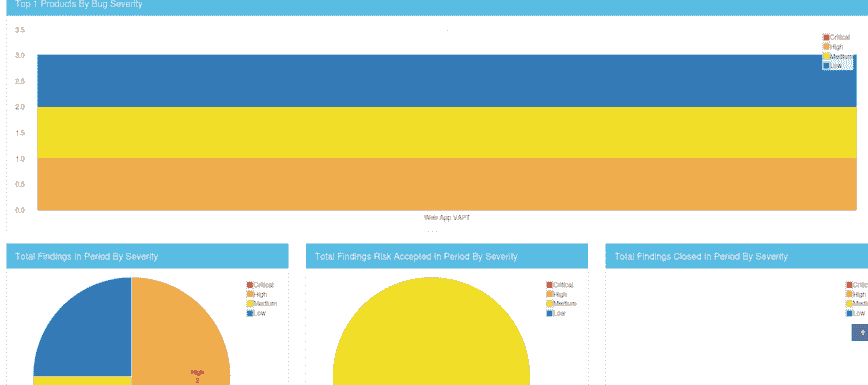 Top 1 Products By Bug Severity
3.5
3.0
2.5
2.0
1.5
1.0
0.5
0.0
Critical
High
Medium
Low
Web App VAPT
Total Findings In Period By Severity
Critical
High
Medium
Low
High
2
Total Findings Risk Accepted In Period By Severity
Critical
High
Medium
Low
Total Findings Closed In Period By Severity
Critic
High
Medi
Low